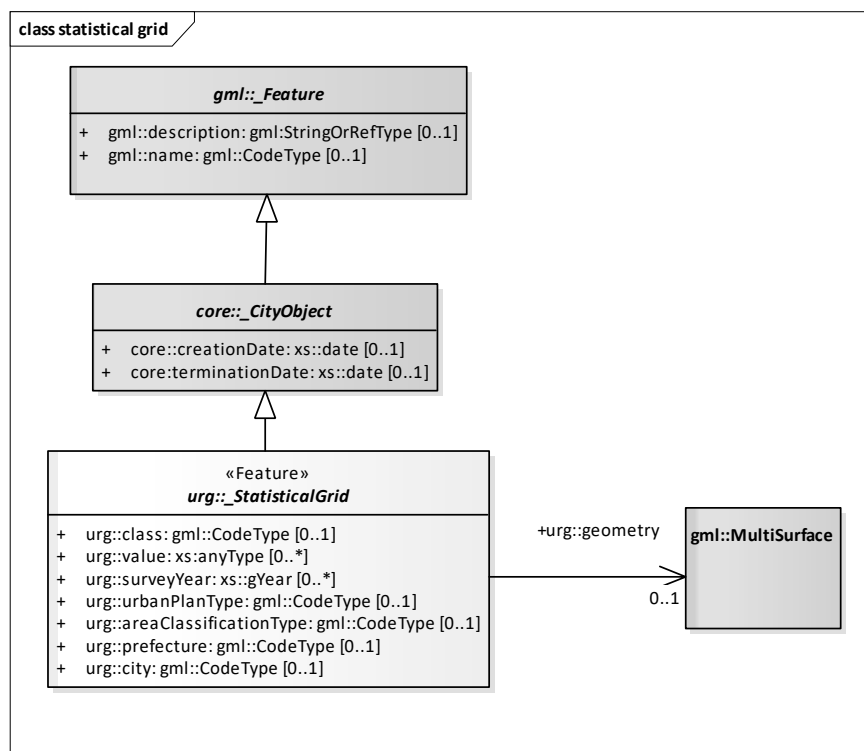 class statistical grid
gml::_Feature
+ gml::description: gml:StringOrRefType [0..1]
+ gml::name: gml::CodeType [0..1]
core::_CityObject
+ core::creationDate: xs::date [0..1]
+ core:terminationDate: xs::date [0..1]
«Feature»
urg::_StatisticalGrid
+ urg::class: gml::CodeType [0..1]
+ urg::value: xs:anyType [0..*]
+ urg::surveyYear: xs::gYear [0..*]
+ urg::urbanPlanType: gml::CodeType [0..1]
+ urg::areaClassificationType: gml::CodeType [0..1]
+ urg::prefecture: gml::CodeType [0..1]
+ urg::city: gml::CodeType [0..1]
+urg::geometry
0..1
gml::MultiSurface